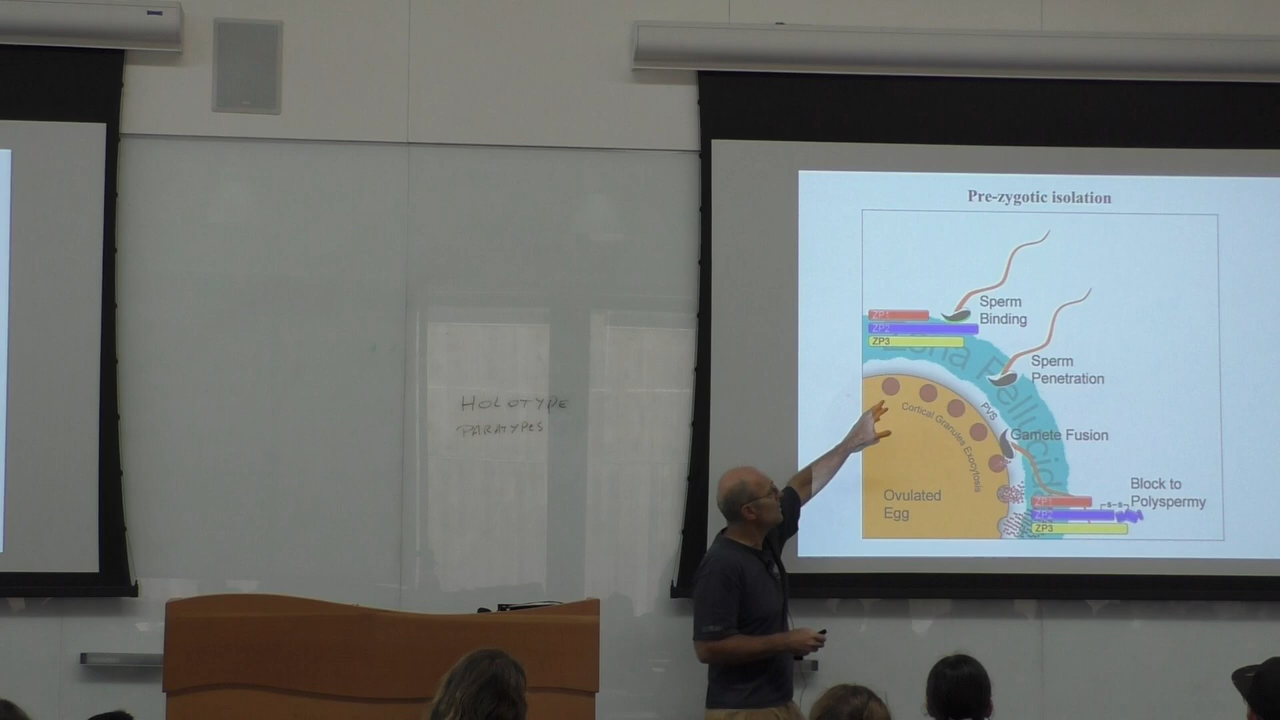 HOLOTYPE
PARATYPES
Pre-zygotic isolation
Sperm
Binding
ZP1
ZP2
ZP3
Zona Pellucida
Sperm
Penetration
PVS
Cortical Granules Exocytosis
Gamete Fusion
Ovulated
Egg
Block to
Polyspermy
-s-s-
ZP1
ZP2
ZP3